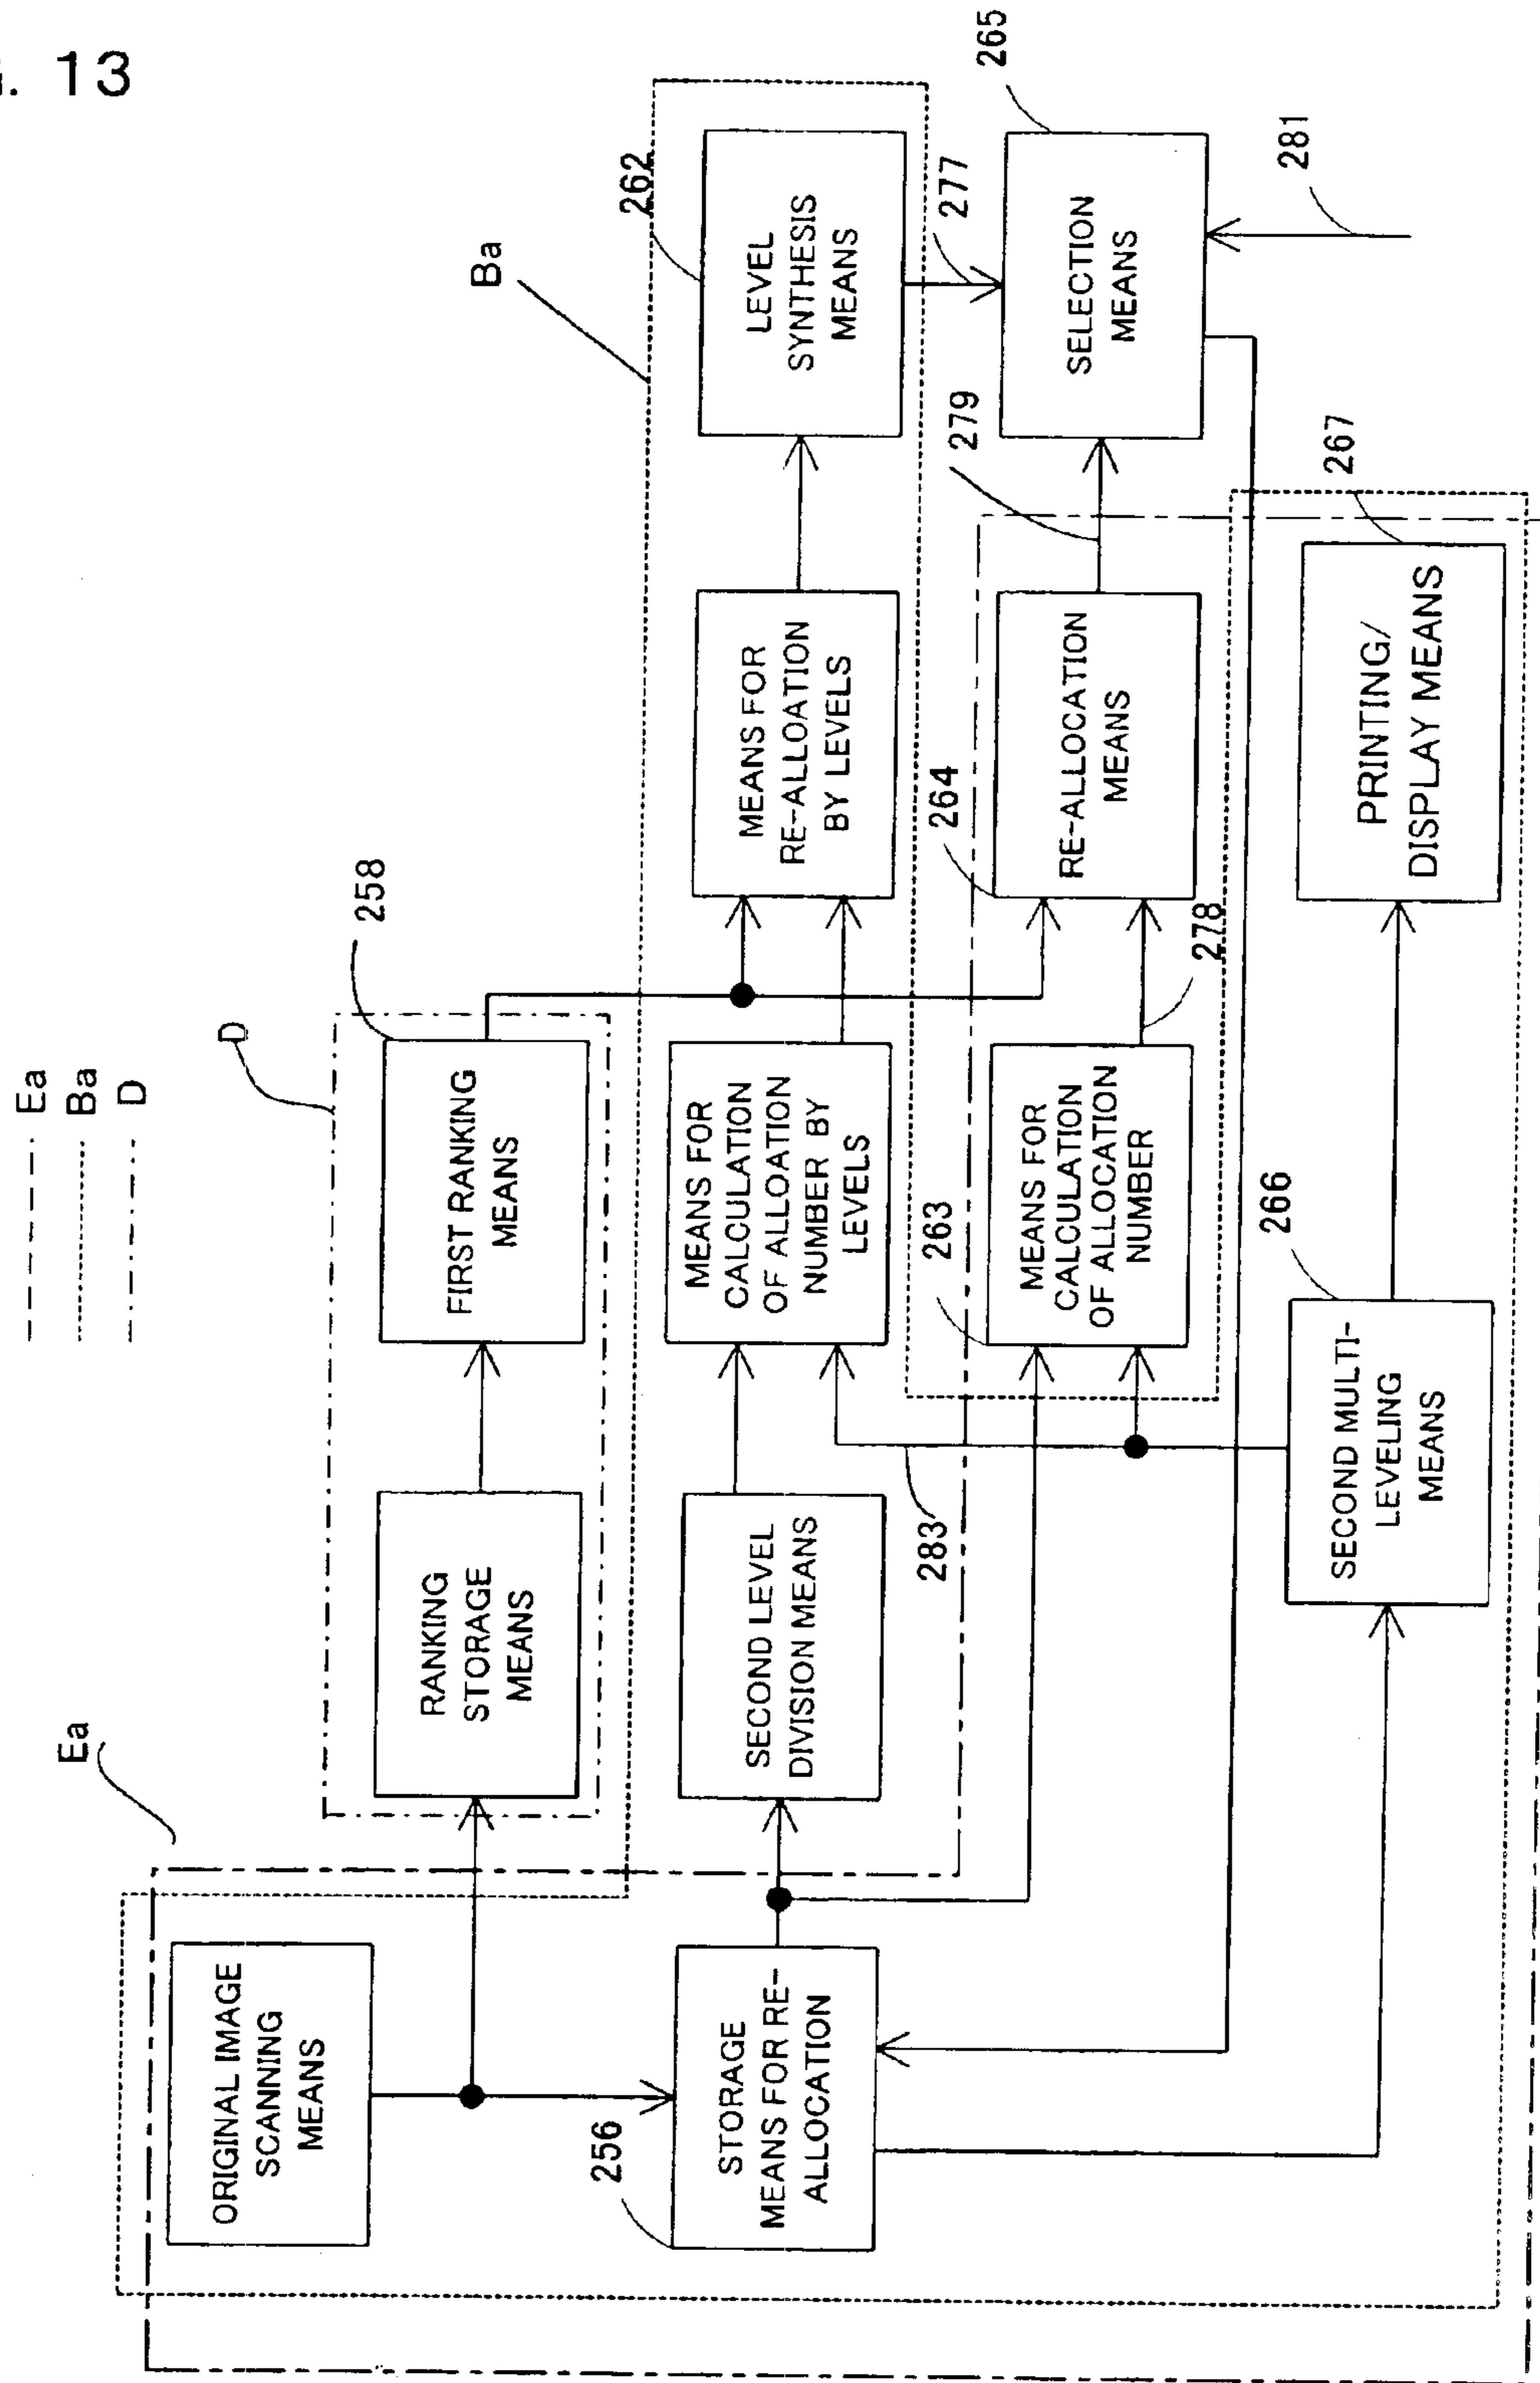 . 13
Ea
Ba
D
Ea
D
Ba
ORIGINAL IMAGE
SCANNING
MEANS
RANKING
STORAGE
MEANS
FIRST RANKING
MEANS
258
256
STORAGE
MEANS FOR RE-
ALLOCATION
SECOND LEVEL
DIVISION MEANS
MEANS FOR
CALCULATION
OF ALLOATION
NUMBER BY
LEVELS
MEANS FOR
RE-ALLOATION
BY LEVELS
LEVEL
SYNTHESIS
MEANS
262
283
263
MEANS FOR
CALCULATION
OF ALLOCATION
NUMBER
278
264
RE-ALLOCATION
MEANS
279
277
SELECTION
MEANS
265
281
SECOND MULTI-
LEVELING
MEANS
266
PRINTING/
DISPLAY MEANS
267